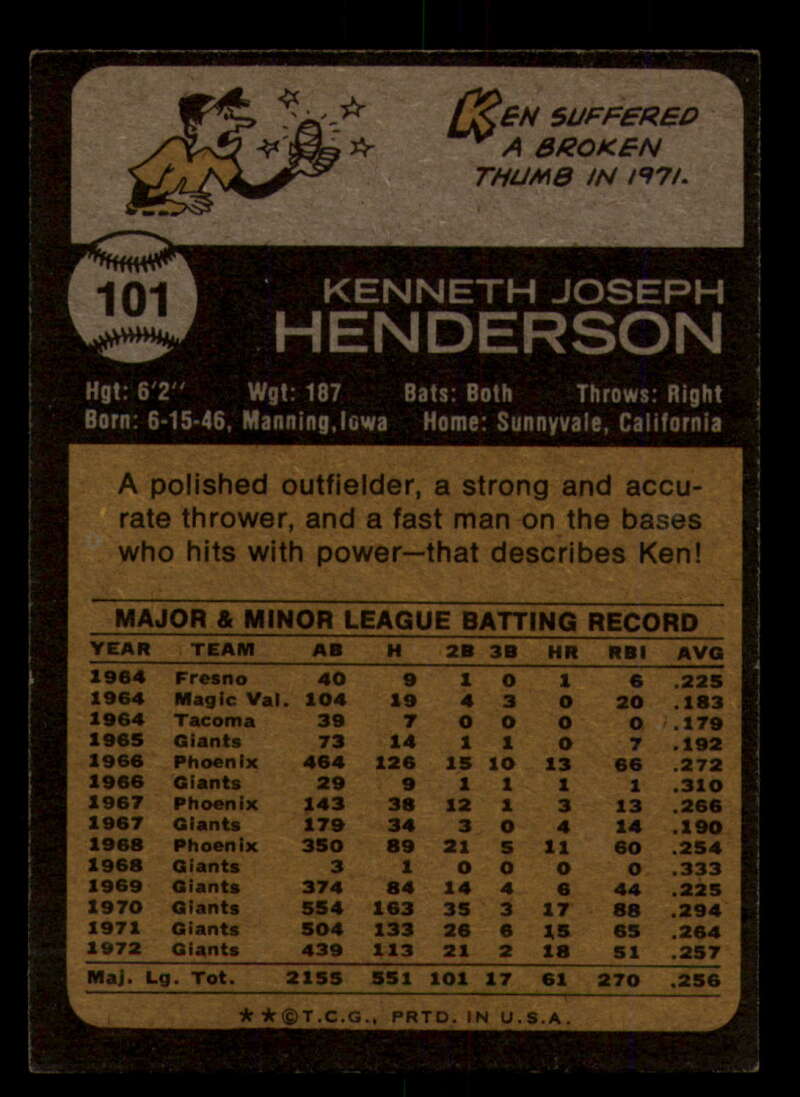 KEN SUFFERED
A BROKEN
THUMB IN 1971.
101
KENNETH JOSEPH
HENDERSON
Hgt: 6'2" Wgt: 187 Bats: Both Throws: Right
Born: 6-15-46, Manning, Iowa Home: Sunnyvale, California
A polished outfielder, a strong and accu-
rate thrower, and a fast man on the bases
who hits with power—that describes Ken!
MAJOR & MINOR LEAGUE BATTING RECORD
YEAR TEAM AB H 2B 3B HR RBI AVG
1964 Fresno 40 9 1 0 1 6 .225
1964 Magic Val. 104 19 4 3 0 20 .183
1964 Tacoma 39 7 0 0 0 0 .179
1965 Giants 73 14 1 1 0 7 .192
1966 Phoenix 464 126 15 10 13 66 .272
1966 Giants 29 9 1 1 1 1 .310
1967 Phoenix 143 38 12 1 3 13 .266
1967 Giants 179 34 3 0 4 14 .190
1968 Phoenix 350 89 21 5 11 60 .254
1968 Giants 3 1 0 0 0 0 .333
1969 Giants 374 84 14 4 6 44 .225
1970 Giants 554 163 35 3 17 88 .294
1971 Giants 504 133 26 6 15 65 .264
1972 Giants 439 113 21 2 18 51 .257
Maj. Lg. Tot. 2155 551 101 17 61 270 .256
★★©T.C.G., PRTD. IN U.S.A.